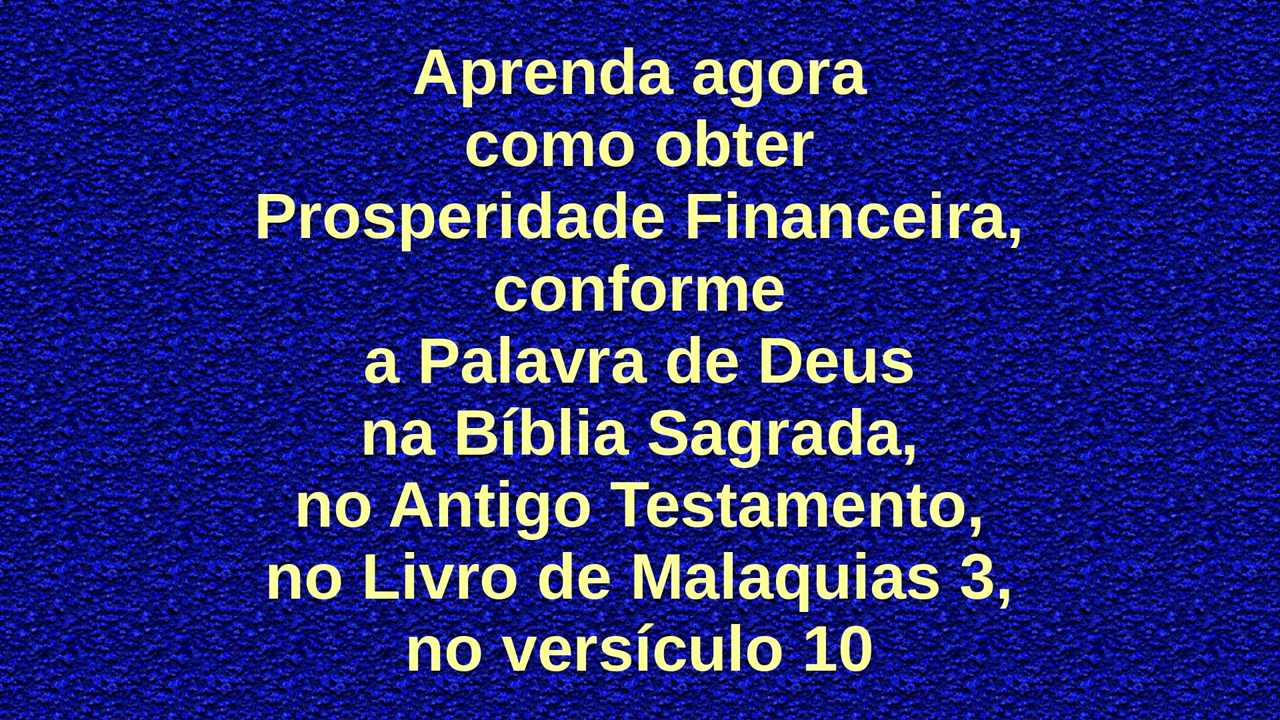 Aprenda agora
como obter
Prosperidade Financeira,
conforme
a Palavra de Deus
na Bíblia Sagrada,
no Antigo Testamento,
no Livro de Malaquias 3,
no versículo 10